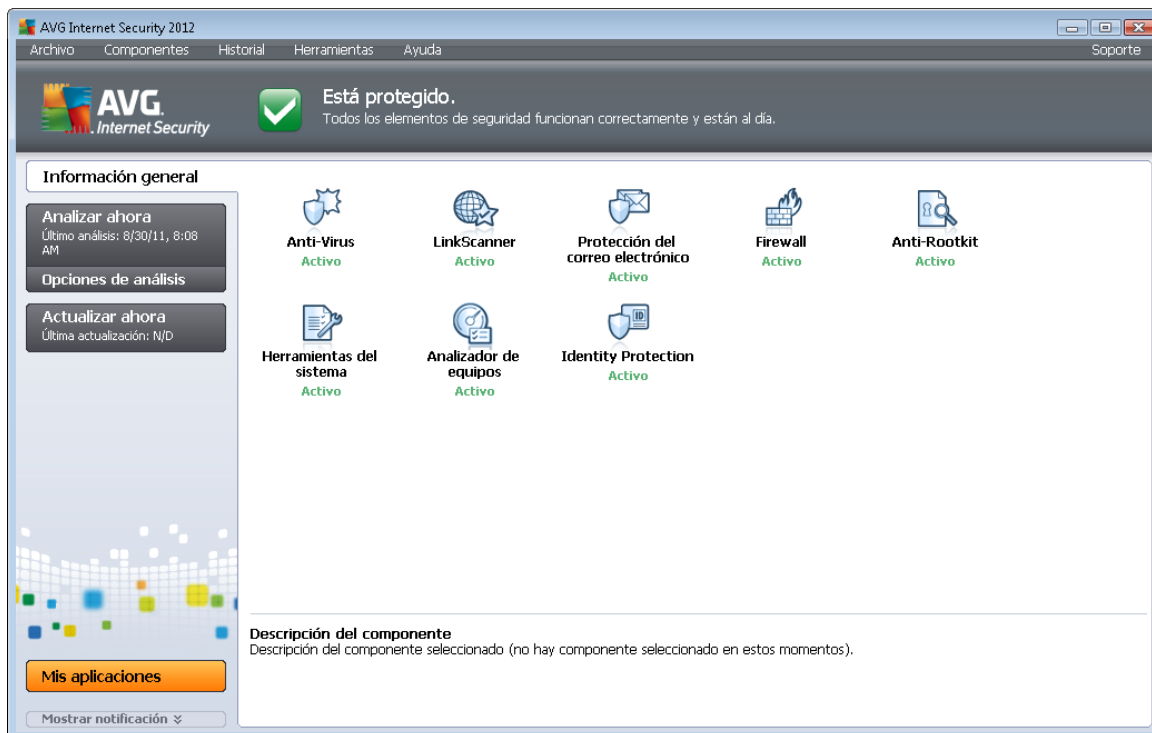 AVG Internet Security 2012
Archivo Componentes Historial Herramientas Ayuda Soporte
AVG.
Internet Security
Está protegido.
Todos los elementos de seguridad funcionan correctamente y están al día.
Información general
Analizar ahora
Último análisis: 8/30/11, 8:08
AM
Opciones de análisis
Actualizar ahora
Última actualización: N/D
Anti-Virus
Activo
LinkScanner
Activo
Protección del
correo electrónico
Activo
Firewall
Activo
Anti-Rootkit
Activo
Herramientas del
sistema
Activo
Analizador de
equipos
Activo
ID
Identity Protection
Activo
Descripción del componente
Descripción del componente seleccionado (no hay componente seleccionado en estos momentos).
Mis aplicaciones
Mostrar notificación